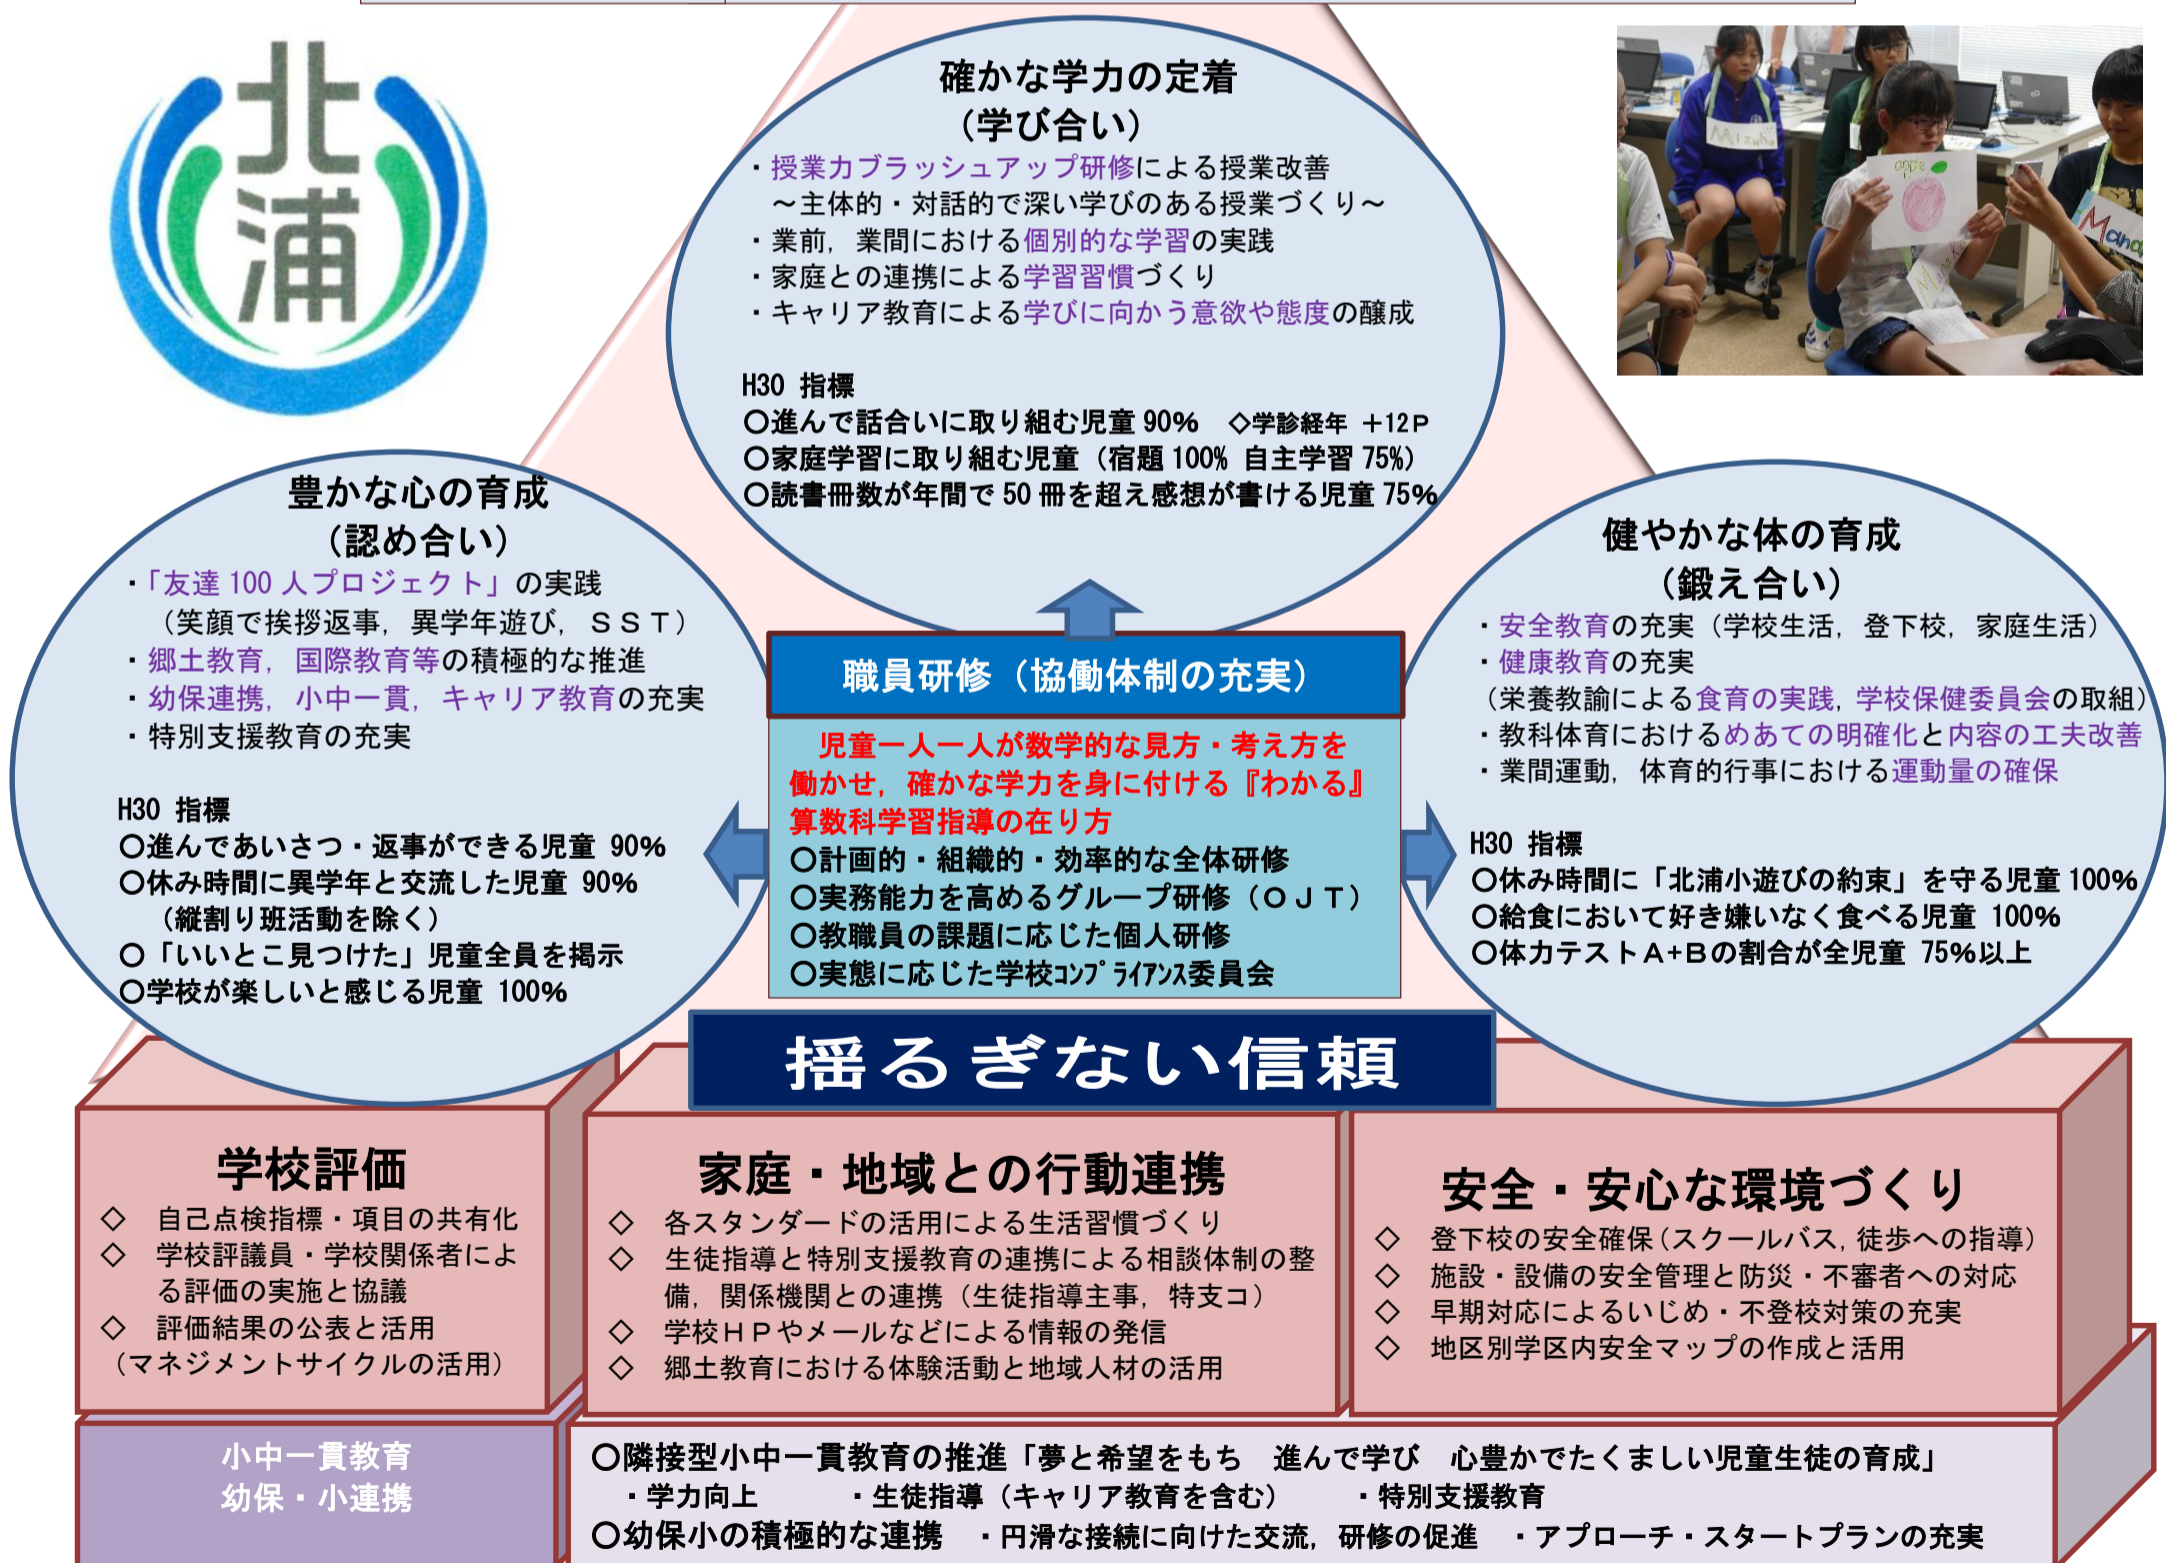 北浦
確かな学力の定着
（学び合い）
・授業力ブラッシュアップ研修による授業改善
～主体的・対話的で深い学びのある授業づくり～
・業前，業間における個別的な学習の実践
・家庭との連携による学習習慣づくり
・キャリア教育による学びに向かう意欲や態度の醸成
H30 指標
○進んで話合いに取り組む児童 90%　◇学診経年 ＋12Ｐ
○家庭学習に取り組む児童（宿題 100% 自主学習 75%）
○読書冊数が年間で 50 冊を超え感想が書ける児童 75%
apple
豊かな心の育成
（認め合い）
・「友達 100 人プロジェクト」の実践
（笑顔で挨拶返事，異学年遊び，ＳＳＴ）
・郷土教育，国際教育等の積極的な推進
・幼保連携，小中一貫，キャリア教育の充実
・特別支援教育の充実
H30 指標
○進んであいさつ・返事ができる児童 90%
○休み時間に異学年と交流した児童 90%
（縦割り班活動を除く）
○「いいとこ見つけた」児童全員を掲示
○学校が楽しいと感じる児童 100%
職員研修（協働体制の充実）
児童一人一人が数学的な見方・考え方を
働かせ，確かな学力を身に付ける『わかる』
算数科学習指導の在り方
○計画的・組織的・効率的な全体研修
○実務能力を高めるグループ研修（ＯＪＴ）
○教職員の課題に応じた個人研修
○実態に応じた学校ｺﾝﾌﾟﾗｲｱﾝｽ委員会
健やかな体の育成
（鍛え合い）
・安全教育の充実（学校生活，登下校，家庭生活）
・健康教育の充実
（栄養教諭による食育の実践，学校保健委員会の取組）
・教科体育におけるめあての明確化と内容の工夫改善
・業間運動，体育的行事における運動量の確保
H30 指標
○休み時間に「北浦小遊びの約束」を守る児童 100%
○給食において好き嫌いなく食べる児童 100%
○体力テストＡ+Ｂの割合が全児童 75%以上
揺るぎない信頼
学校評価
◇　自己点検指標・項目の共有化
◇　学校評議員・学校関係者によ
る評価の実施と協議
◇　評価結果の公表と活用
（マネジメントサイクルの活用）
家庭・地域との行動連携
◇　各スタンダードの活用による生活習慣づくり
◇　生徒指導と特別支援教育の連携による相談体制の整
備，関係機関との連携（生徒指導主事，特支コ）
◇　学校ＨＰやメールなどによる情報の発信
◇　郷土教育における体験活動と地域人材の活用
安全・安心な環境づくり
◇　登下校の安全確保（スクールバス，徒歩への指導）
◇　施設・設備の安全管理と防災・不審者への対応
◇　早期対応によるいじめ・不登校対策の充実
◇　地区別学区内安全マップの作成と活用
小中一貫教育
幼保・小連携
○隣接型小中一貫教育の推進「夢と希望をもち　進んで学び　心豊かでたくましい児童生徒の育成」
・学力向上　　・生徒指導（キャリア教育を含む）　　・特別支援教育
○幼保小の積極的な連携　・円滑な接続に向けた交流，研修の促進　・アプローチ・スタートプランの充実